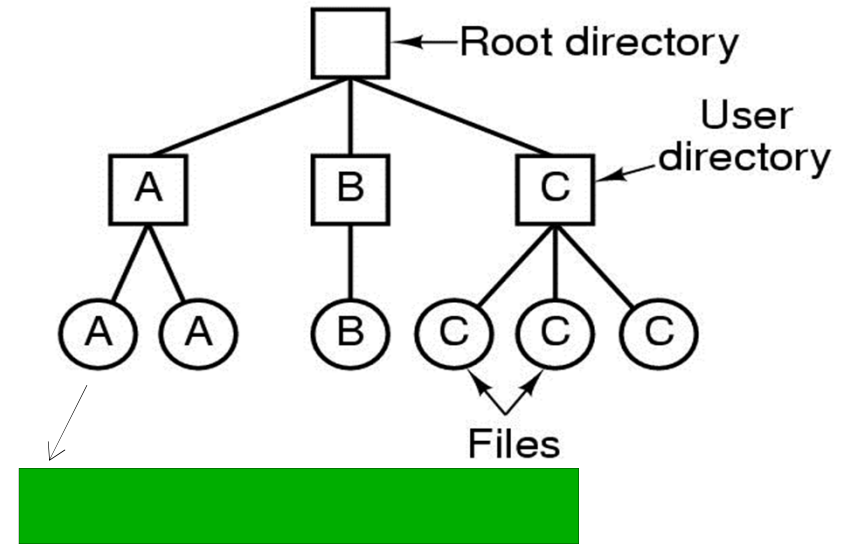 Root directory
User
directory
A B C
A A B C C C
Files